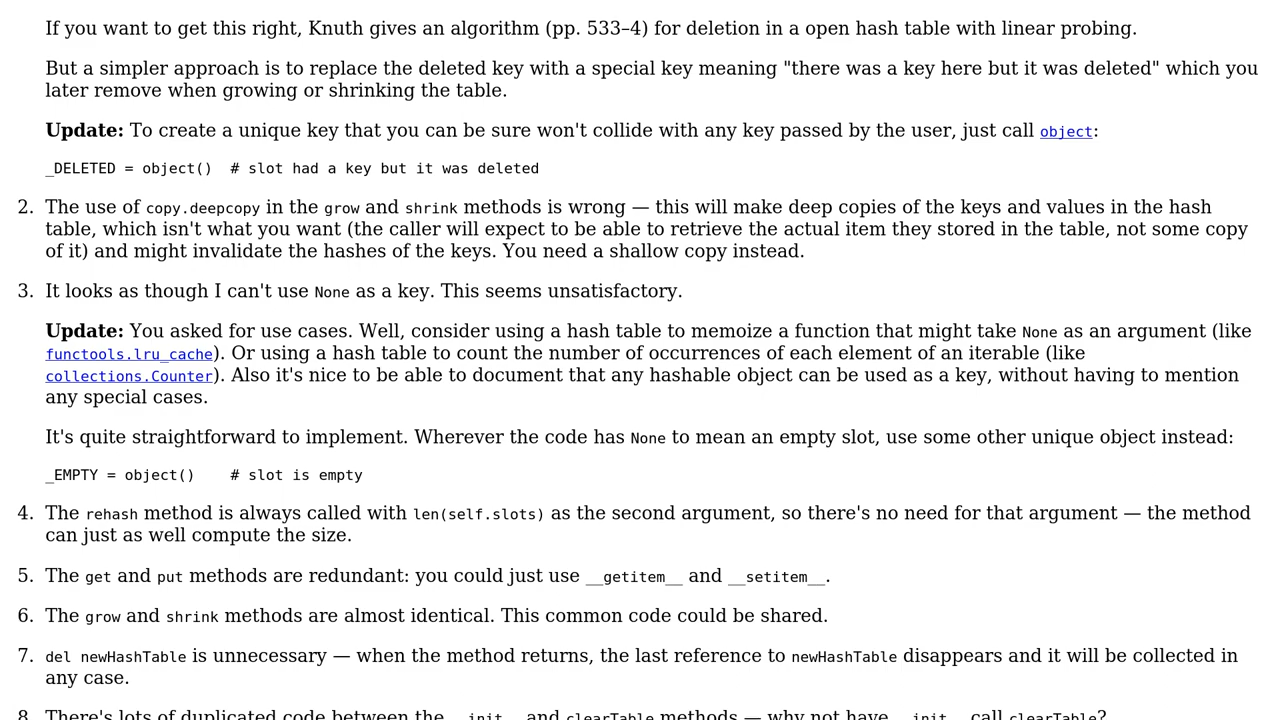 If you want to get this right, Knuth gives an algorithm (pp. 533–4) for deletion in a open hash table with linear probing.
But a simpler approach is to replace the deleted key with a special key meaning "there was a key here but it was deleted" which you
later remove when growing or shrinking the table.
Update: To create a unique key that you can be sure won't collide with any key passed by the user, just call object:
_DELETED = object()  # slot had a key but it was deleted
2. The use of copy.deepcopy in the grow and shrink methods is wrong — this will make deep copies of the keys and values in the hash
table, which isn't what you want (the caller will expect to be able to retrieve the actual item they stored in the table, not some copy
of it) and might invalidate the hashes of the keys. You need a shallow copy instead.
3. It looks as though I can't use None as a key. This seems unsatisfactory.
Update: You asked for use cases. Well, consider using a hash table to memoize a function that might take None as an argument (like
functools.lru_cache). Or using a hash table to count the number of occurrences of each element of an iterable (like
collections.Counter). Also it's nice to be able to document that any hashable object can be used as a key, without having to mention
any special cases.
It's quite straightforward to implement. Wherever the code has None to mean an empty slot, use some other unique object instead:
_EMPTY = object()    # slot is empty
4. The rehash method is always called with len(self.slots) as the second argument, so there's no need for that argument — the method
can just as well compute the size.
5. The get and put methods are redundant: you could just use __getitem__ and __setitem__.
6. The grow and shrink methods are almost identical. This common code could be shared.
7. del newHashTable is unnecessary — when the method returns, the last reference to newHashTable disappears and it will be collected in
any case.
8. There's lots of duplicated code between the __init__ and clearTable methods — why not have __init__ call clearTable?